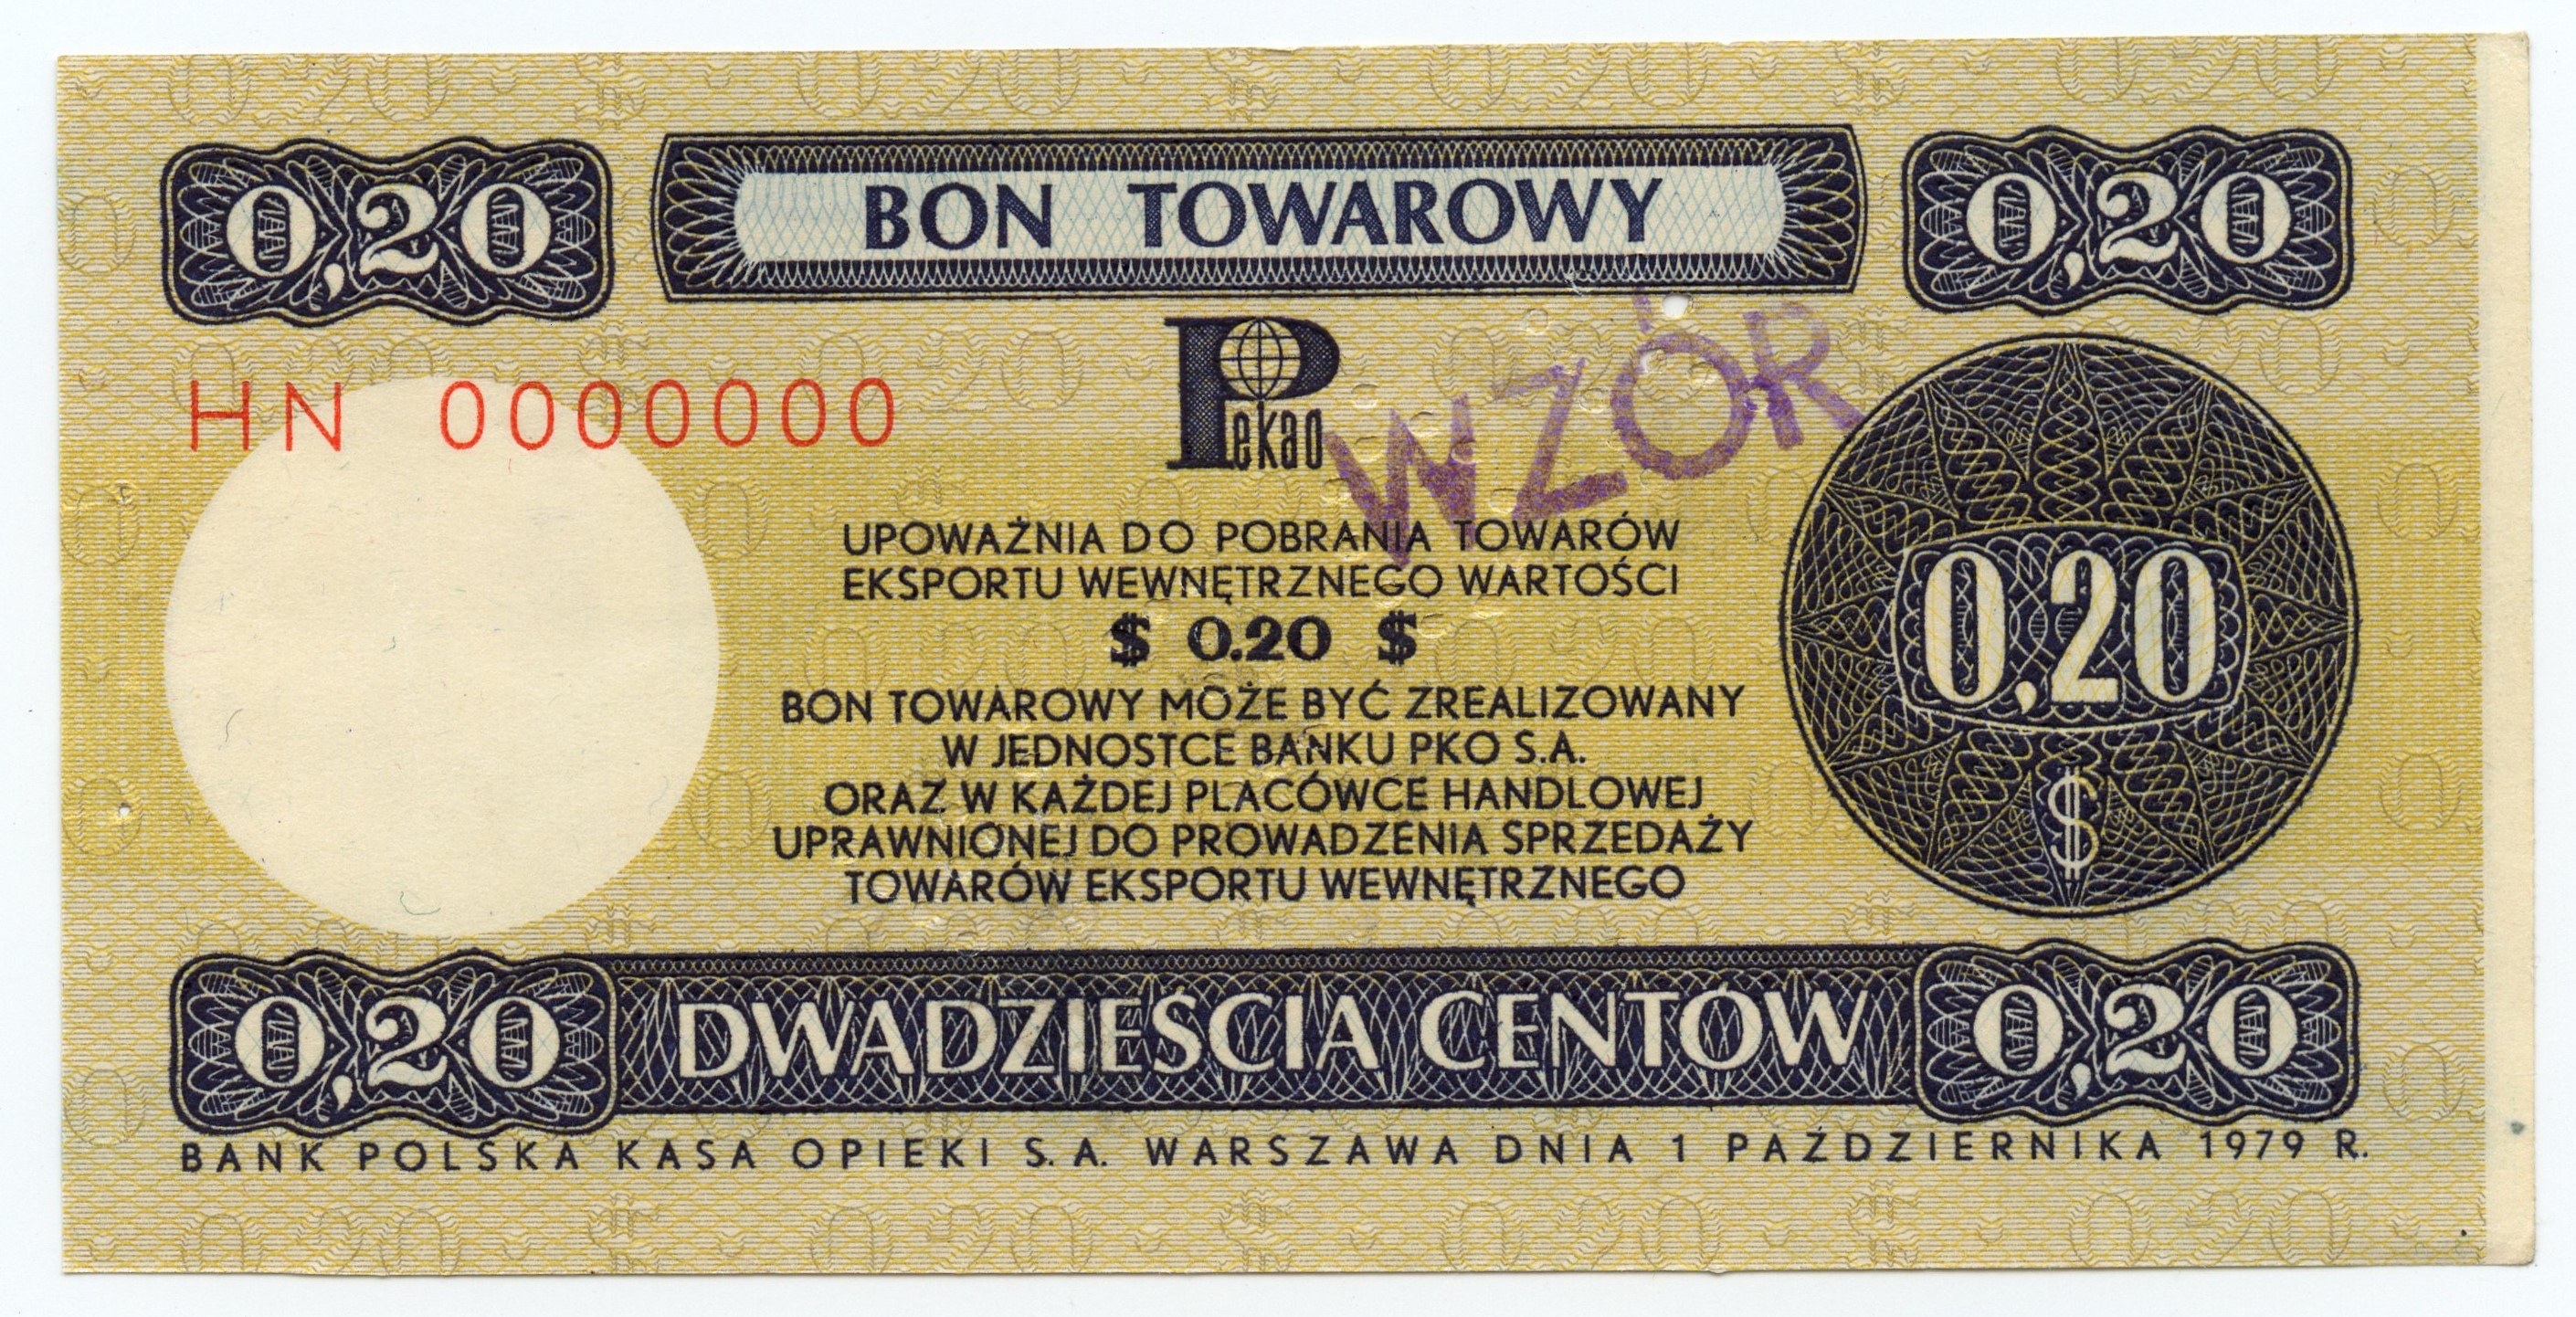 0,20 BON TOWAROWY 0,20
HN 0000000
Pekao
WZÓR
UPOWAŻNIA DO POBRANIA TOWARÓW
EKSPORTU WEWNĘTRZNEGO WARTOŚCI
$ 0.20 $
0,20
$
BON TOWAROWY MOŻE BYĆ ZREALIZOWANY
W JEDNOSTCE BANKU PKO S.A.
ORAZ W KAŻDEJ PLACÓWCE HANDLOWEJ
UPRAWNIONEJ DO PROWADZENIA SPRZEDAŻY
TOWARÓW EKSPORTU WEWNĘTRZNEGO
0,20 DWADZIEŚCIA CENTÓW 0,20
BANK POLSKA KASA OPIEKI S.A. WARSZAWA DNIA 1 PAŹDZIERNIKA 1979 R.